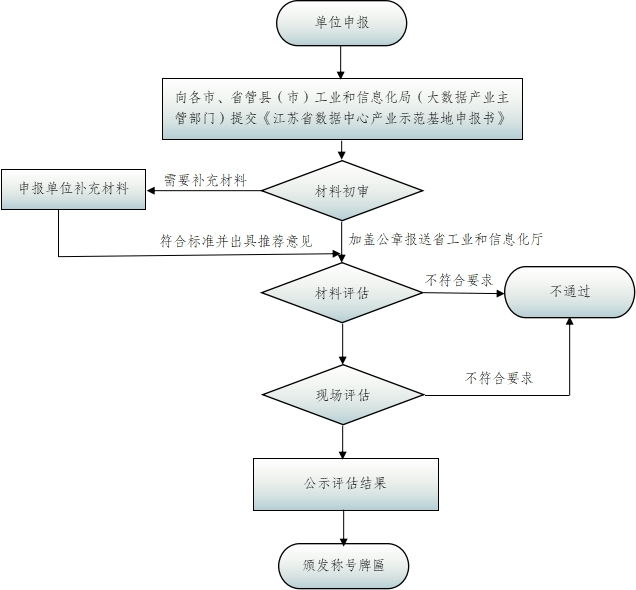 单位申报
向各市、省管县（市）工业和信息化局（大数据产业主
管部门）提交《江苏省数据中心产业示范基地申报书》
需要补充材料
申报单位补充材料
材料初审
符合标准并出具推荐意见
加盖公章报送省工业和信息化厅
材料评估
不符合要求
不通过
现场评估
不符合要求
公示评估结果
颁发称号牌匾